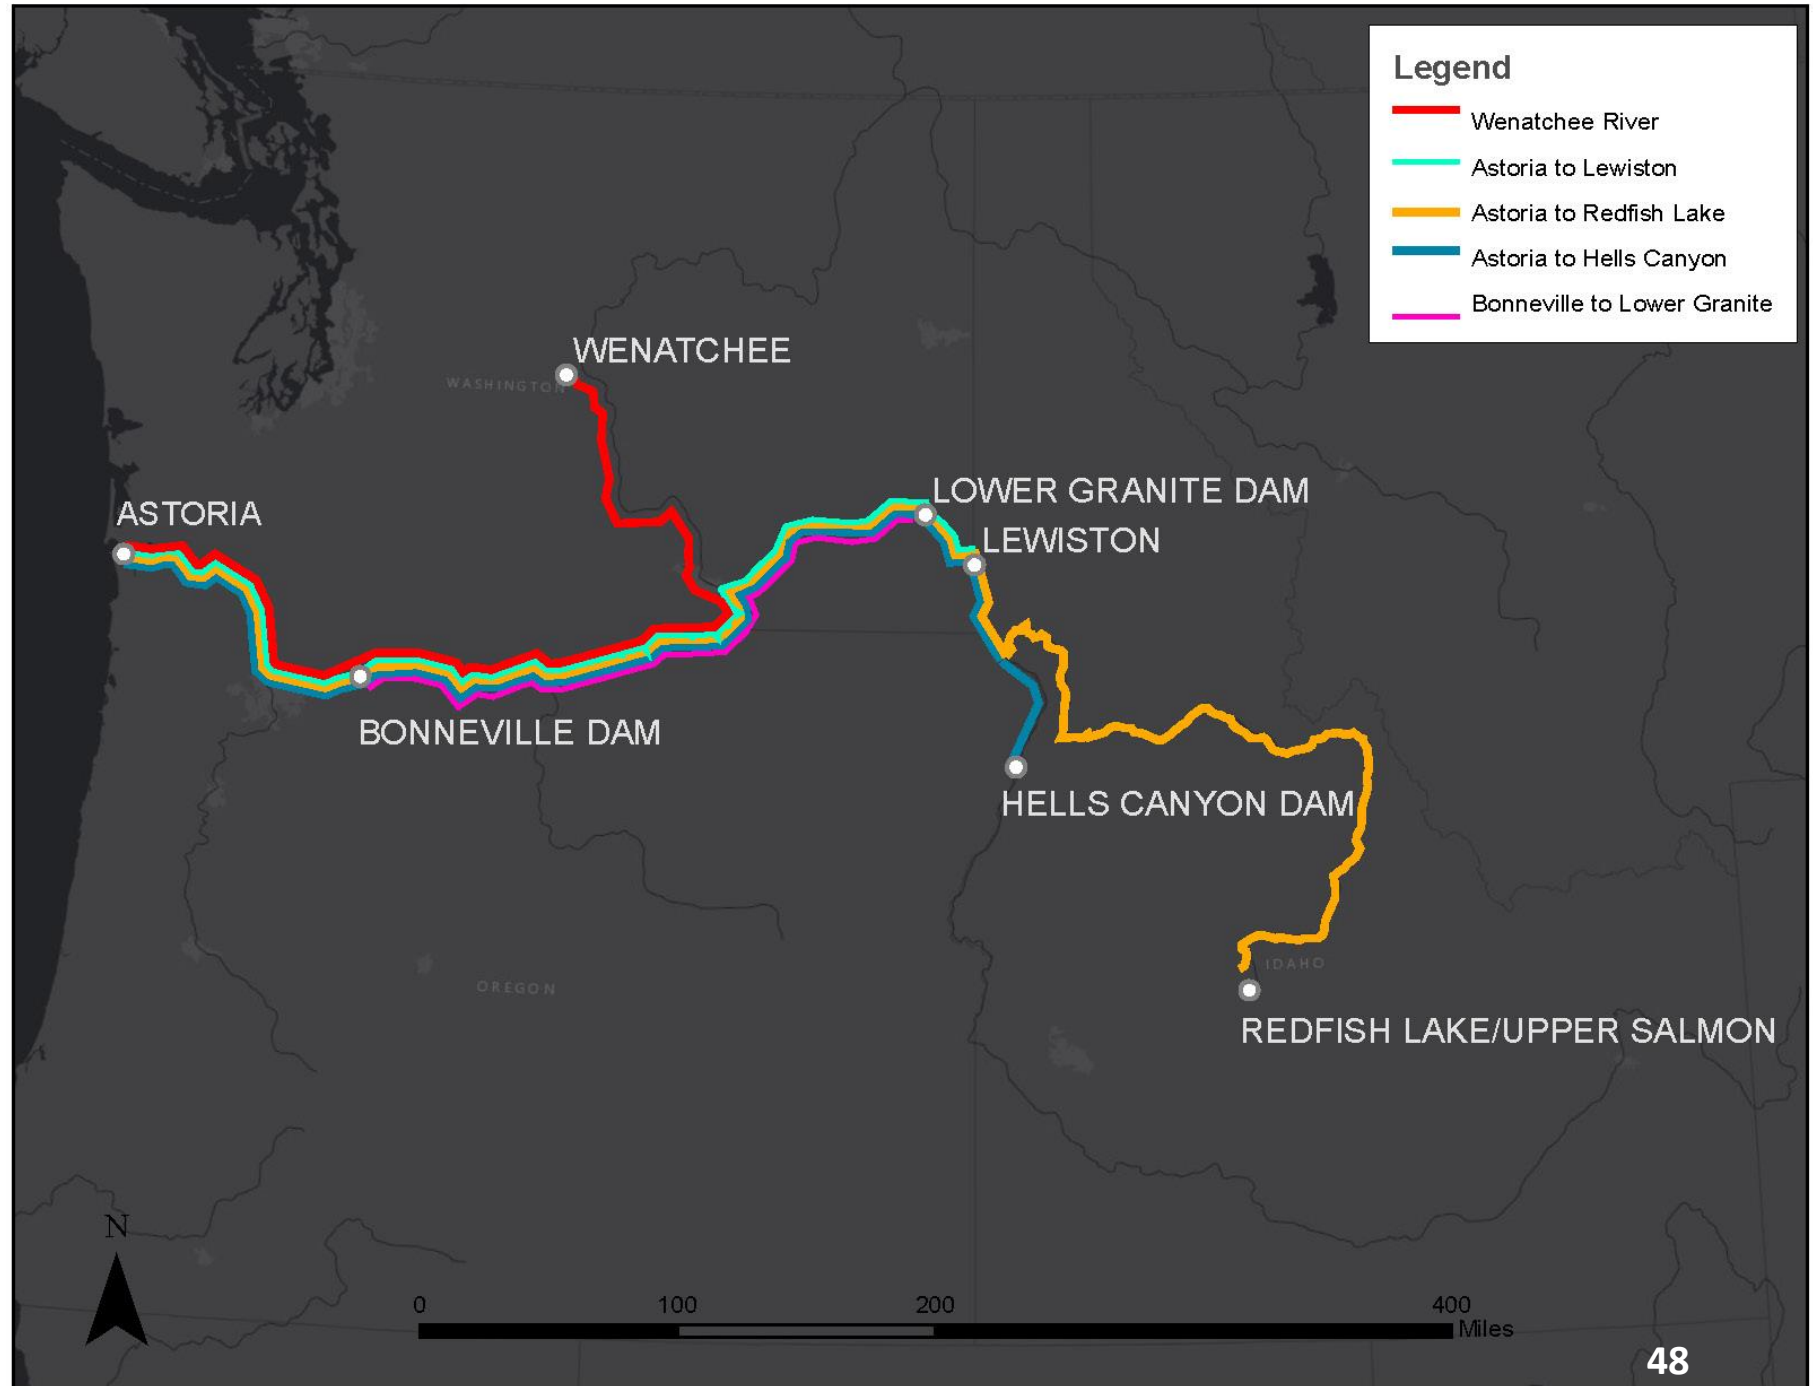 Legend
Wenatchee River
Astoria to Lewiston
Astoria to Redfish Lake
Astoria to Hells Canyon
Bonneville to Lower Granite
WENATCHEE
WASHINGTON
LOWER GRANITE DAM
ASTORIA
LEWISTON
BONNEVILLE DAM
HELLS CANYON DAM
IDAHO
OREGON
REDFISH LAKE/UPPER SALMON
N
0 100 200 400
Miles
48